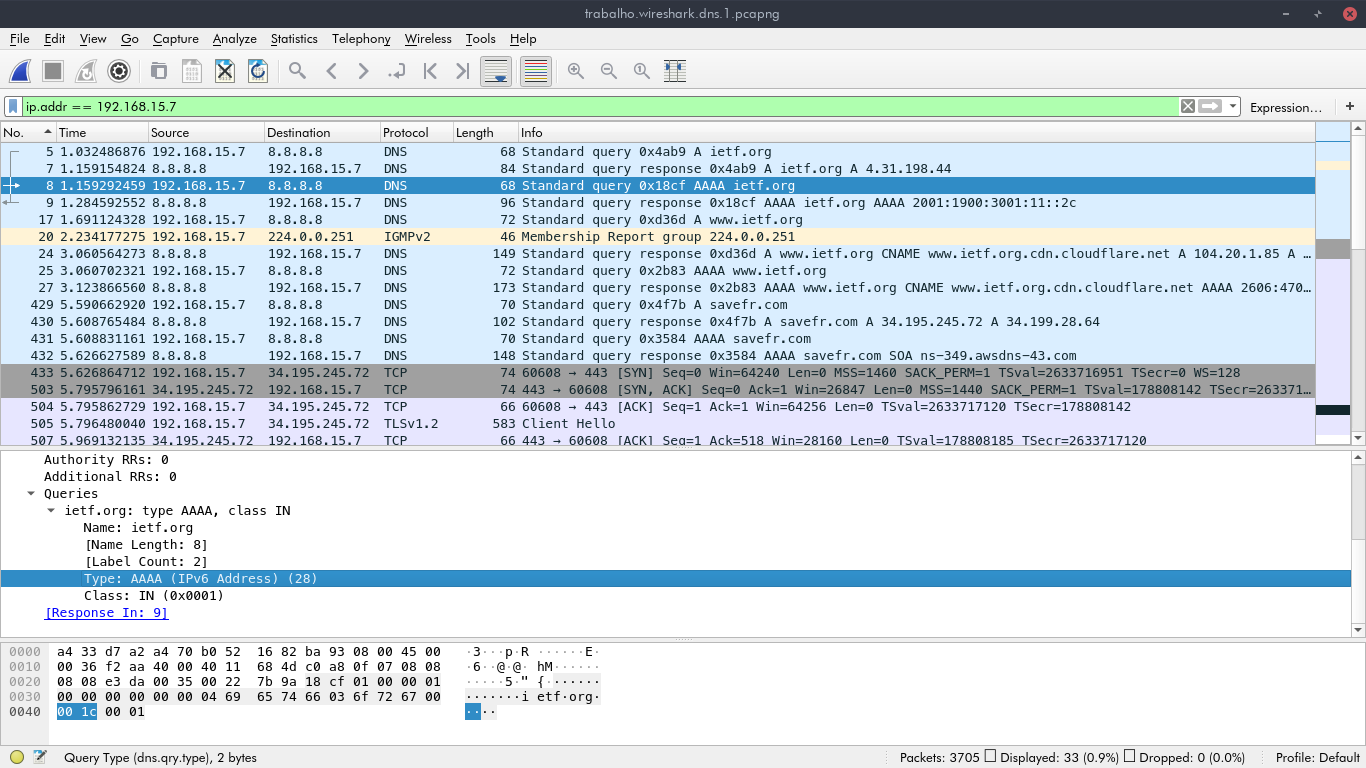 trabalho.wireshark.dns.1.pcapng
File Edit View Go Capture Analyze Statistics Telephony Wireless Tools Help
ip.addr == 192.168.15.7 Expression… +
No. Time Source Destination Protocol Length Info
5 1.032486876 192.168.15.7 8.8.8.8 DNS 68 Standard query 0x4ab9 A ietf.org
7 1.159154824 8.8.8.8 192.168.15.7 DNS 84 Standard query response 0x4ab9 A ietf.org A 4.31.198.44
8 1.159292459 192.168.15.7 8.8.8.8 DNS 68 Standard query 0x18cf AAAA ietf.org
9 1.284592552 8.8.8.8 192.168.15.7 DNS 96 Standard query response 0x18cf AAAA ietf.org AAAA 2001:1900:3001:11::2c
17 1.691124328 192.168.15.7 8.8.8.8 DNS 72 Standard query 0xd36d A www.ietf.org
20 2.234177275 192.168.15.7 224.0.0.251 IGMPv2 46 Membership Report group 224.0.0.251
24 3.060564273 8.8.8.8 192.168.15.7 DNS 149 Standard query response 0xd36d A www.ietf.org CNAME www.ietf.org.cdn.cloudflare.net A 104.20.1.85 A …
25 3.060702321 192.168.15.7 8.8.8.8 DNS 72 Standard query 0x2b83 AAAA www.ietf.org
27 3.123866560 8.8.8.8 192.168.15.7 DNS 173 Standard query response 0x2b83 AAAA www.ietf.org CNAME www.ietf.org.cdn.cloudflare.net AAAA 2606:470…
429 5.590662920 192.168.15.7 8.8.8.8 DNS 70 Standard query 0x4f7b A savefr.com
430 5.608765484 8.8.8.8 192.168.15.7 DNS 102 Standard query response 0x4f7b A savefr.com A 34.195.245.72 A 34.199.28.64
431 5.608831161 192.168.15.7 8.8.8.8 DNS 70 Standard query 0x3584 AAAA savefr.com
432 5.626627589 8.8.8.8 192.168.15.7 DNS 148 Standard query response 0x3584 AAAA savefr.com SOA ns-349.awsdns-43.com
433 5.626864712 192.168.15.7 34.195.245.72 TCP 74 60608 → 443 [SYN] Seq=0 Win=64240 Len=0 MSS=1460 SACK_PERM=1 TSval=2633716951 TSecr=0 WS=128
503 5.795796161 34.195.245.72 192.168.15.7 TCP 74 443 → 60608 [SYN, ACK] Seq=0 Ack=1 Win=26847 Len=0 MSS=1440 SACK_PERM=1 TSval=178808142 TSecr=263371…
504 5.795862729 192.168.15.7 34.195.245.72 TCP 66 60608 → 443 [ACK] Seq=1 Ack=1 Win=64256 Len=0 TSval=2633717120 TSecr=178808142
505 5.796480040 192.168.15.7 34.195.245.72 TLSv1.2 583 Client Hello
507 5.969132135 34.195.245.72 192.168.15.7 TCP 66 443 → 60608 [ACK] Seq=1 Ack=518 Win=28160 Len=0 TSval=178808185 TSecr=2633717120
Authority RRs: 0
Additional RRs: 0
Queries
ietf.org: type AAAA, class IN
Name: ietf.org
[Name Length: 8]
[Label Count: 2]
Type: AAAA (IPv6 Address) (28)
Class: IN (0x0001)
[Response In: 9]
0000 a4 33 d7 a2 a4 70 b0 52 16 82 ba 93 08 00 45 00 ·3···p·R ······E·
0010 00 36 f2 aa 40 00 40 11 68 4d c0 a8 0f 07 08 08 ·6··@·@· hM······
0020 08 08 e3 da 00 35 00 22 7b 9a 18 cf 01 00 00 01 ·····5·" {·······
0030 00 00 00 00 00 00 04 69 65 74 66 03 6f 72 67 00 ·······i etf·org·
0040 00 1c 00 01 ····
Query Type (dns.qry.type), 2 bytes Packets: 3705 Displayed: 33 (0.9%) Dropped: 0 (0.0%) Profile: Default